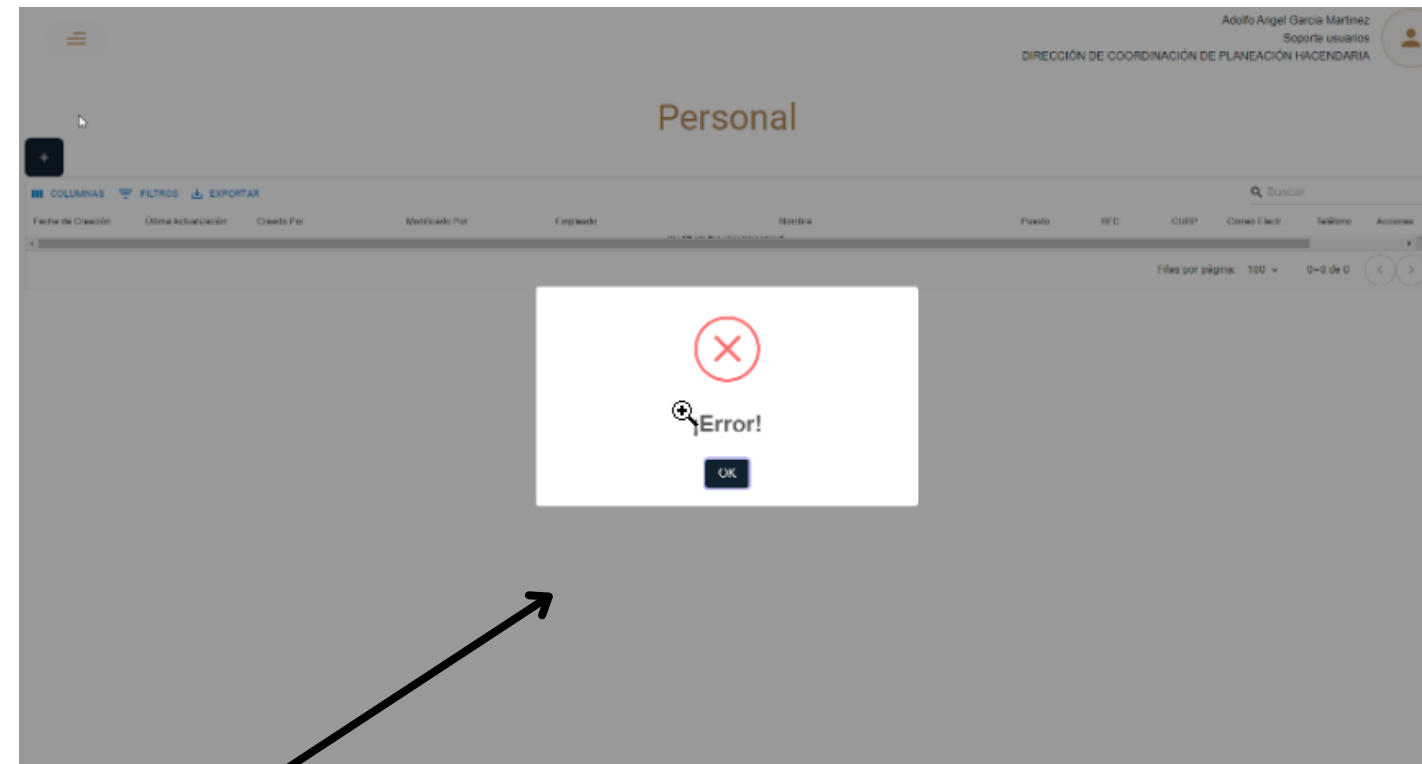 Adolfo Angel Garcia Martinez
Soporte usuarios
DIRECCIÓN DE COORDINACIÓN DE PLANEACIÓN HACENDARIA
Personal
+
COLUMNAS FILTROS EXPORTAR
Buscar
Fecha de Creación Última Actualización Creado Por Modificado Por Empleado Nombre Puesto RFC CURP Correo Electr Teléfono Acciones
Filas por página: 100 0–0 de 0
¡Error!
OK